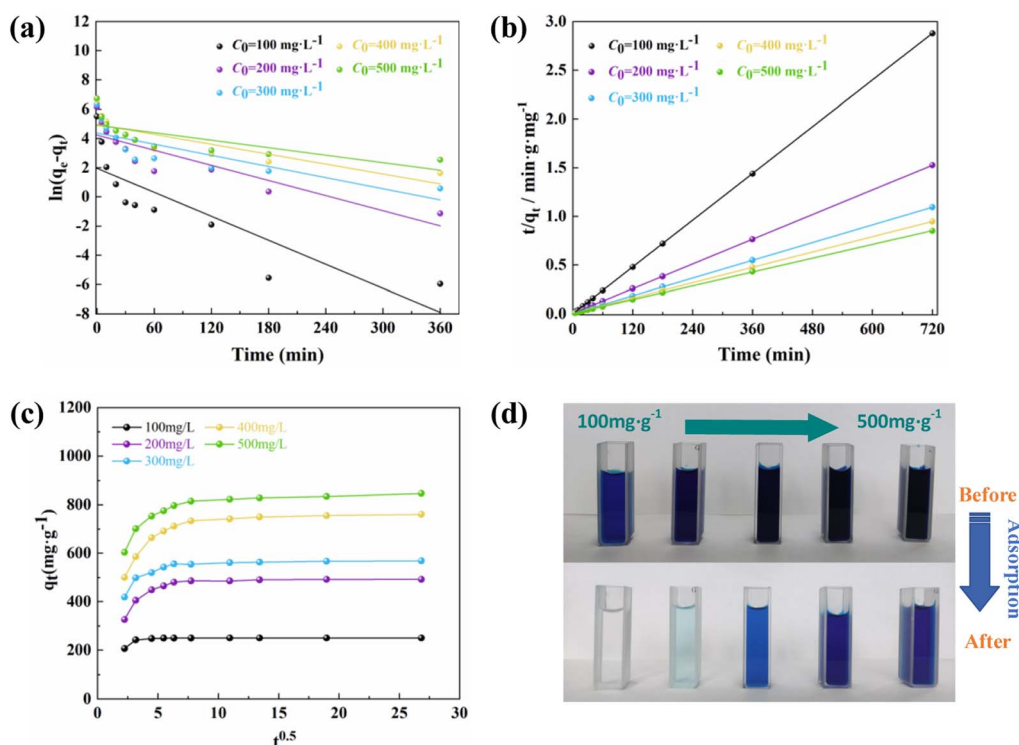 (a)
C₀=100 mg·L⁻¹
C₀=400 mg·L⁻¹
C₀=200 mg·L⁻¹
C₀=500 mg·L⁻¹
C₀=300 mg·L⁻¹
ln(qₑ-qₜ)
12
10
8
6
4
2
0
-2
-4
-6
-8
0
60
120
180
240
300
360
Time (min)
(b)
C₀=100 mg·L⁻¹
C₀=400 mg·L⁻¹
C₀=200 mg·L⁻¹
C₀=500 mg·L⁻¹
C₀=300 mg·L⁻¹
t/qₜ / min·g·mg⁻¹
3.0
2.5
2.0
1.5
1.0
0.5
0.0
0
120
240
360
480
600
720
Time (min)
(c)
100mg/L
400mg/L
200mg/L
500mg/L
300mg/L
qt(mg·g⁻¹)
1200
1000
800
600
400
200
0
0
5
10
15
20
25
30
t⁰·⁵
(d)
100mg·g⁻¹
500mg·g⁻¹
Before
Adsorption
After